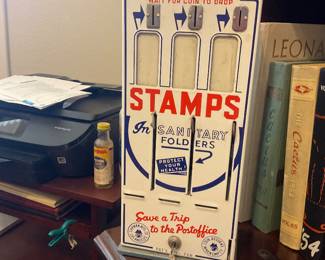 WAIT FOR COIN TO DROP
STAMPS
In SANITARY
FOLDERS
PROTECT
YOUR
HEALTH
Save a Trip
to the Postoffice
LEONA
'54